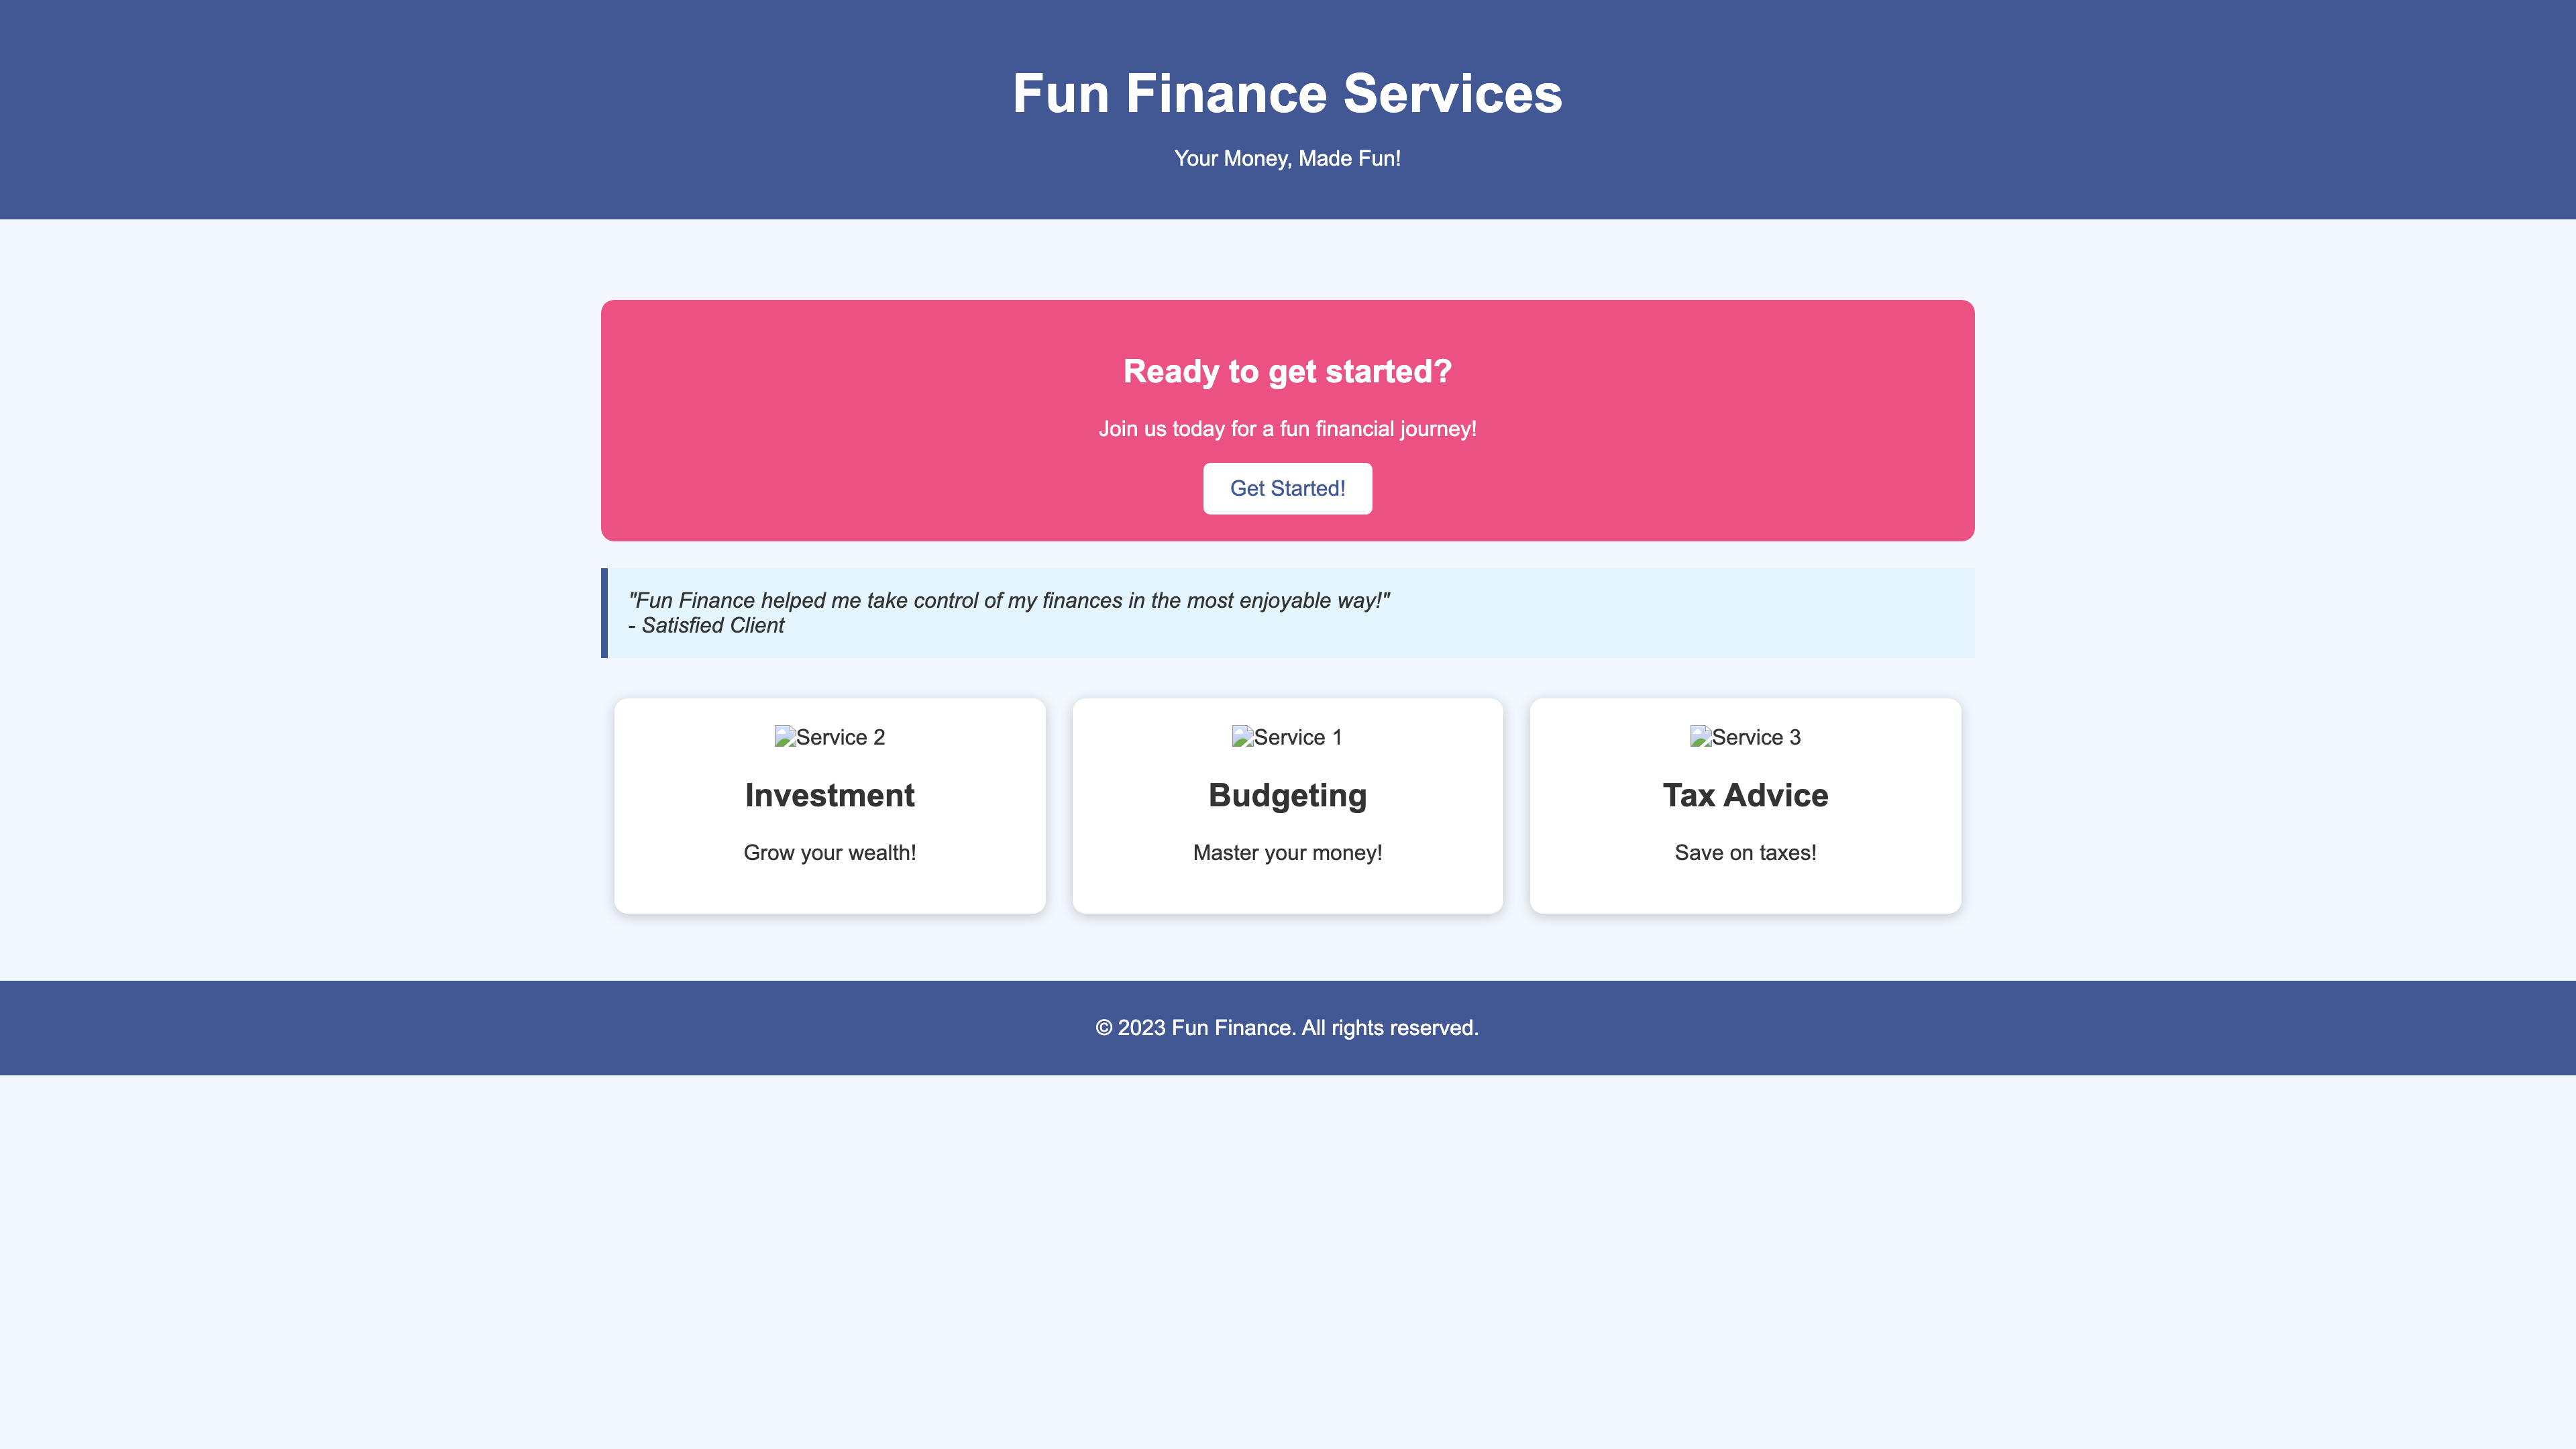 Fun Finance Services
Your Money, Made Fun!
Ready to get started?
Join us today for a fun financial journey!
Get Started!
"Fun Finance helped me take control of my finances in the most enjoyable way!"
- Satisfied Client
Service 2
Investment
Grow your wealth!
Service 1
Budgeting
Master your money!
Service 3
Tax Advice
Save on taxes!
© 2023 Fun Finance. All rights reserved.